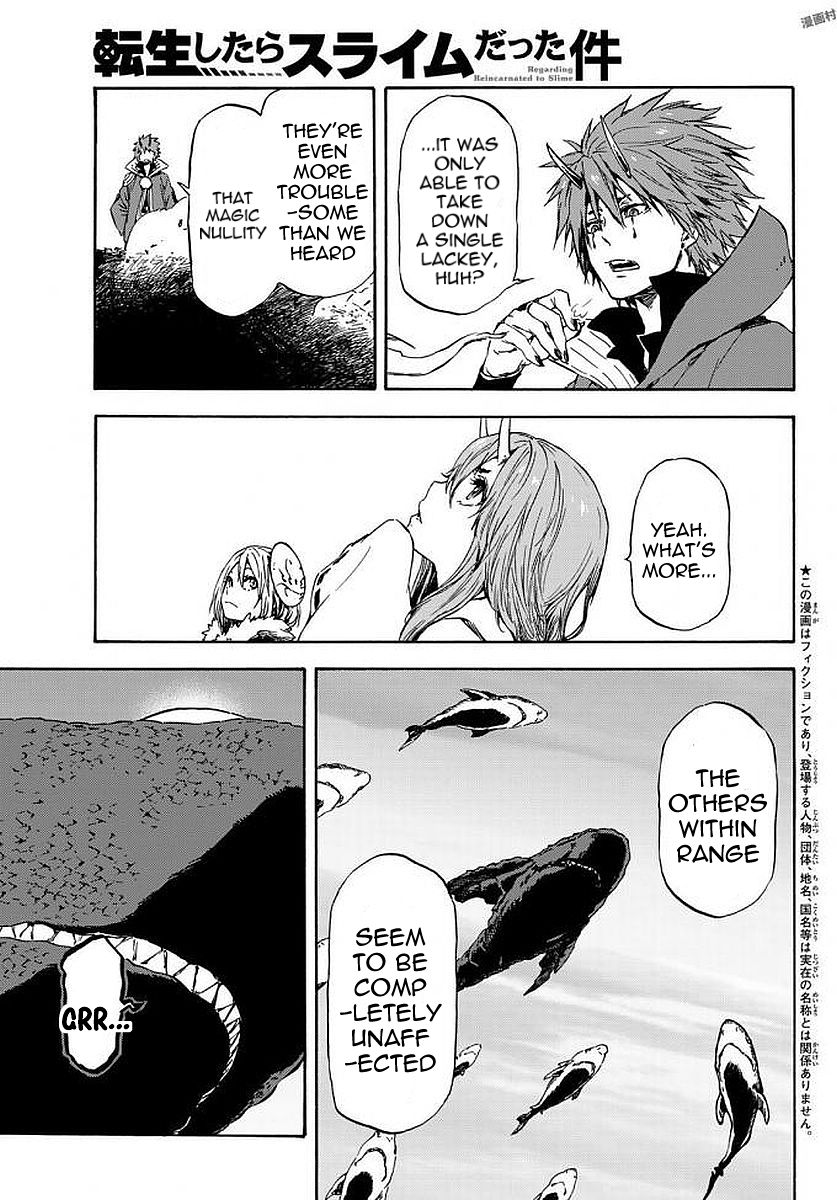 漫画村
転生したらスライムだった件
Regarding
Reincarnated to Slime
...IT WAS
ONLY
ABLE TO
TAKE
DOWN
A SINGLE
LACKEY,
HUH?
THEY'RE
EVEN
MORE
TROUBLE
-SOME
THAN WE
HEARD
THAT
MAGIC
NULLITY
YEAH.
WHAT'S
MORE...
THE
OTHERS
WITHIN
RANGE
SEEM
TO BE
COMP
-LETELY
UNAFF
-ECTED
GRR...
★この漫画はフィクションであり、登場する人物、団体、地名、国名等は実在の名称とは関係ありません。